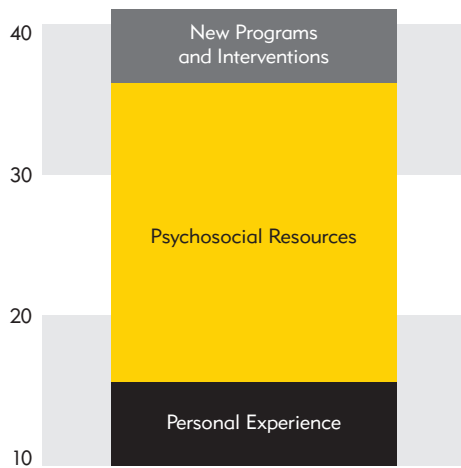 40
New Programs
and Interventions
30
Psychosocial Resources
20
Personal Experience
10